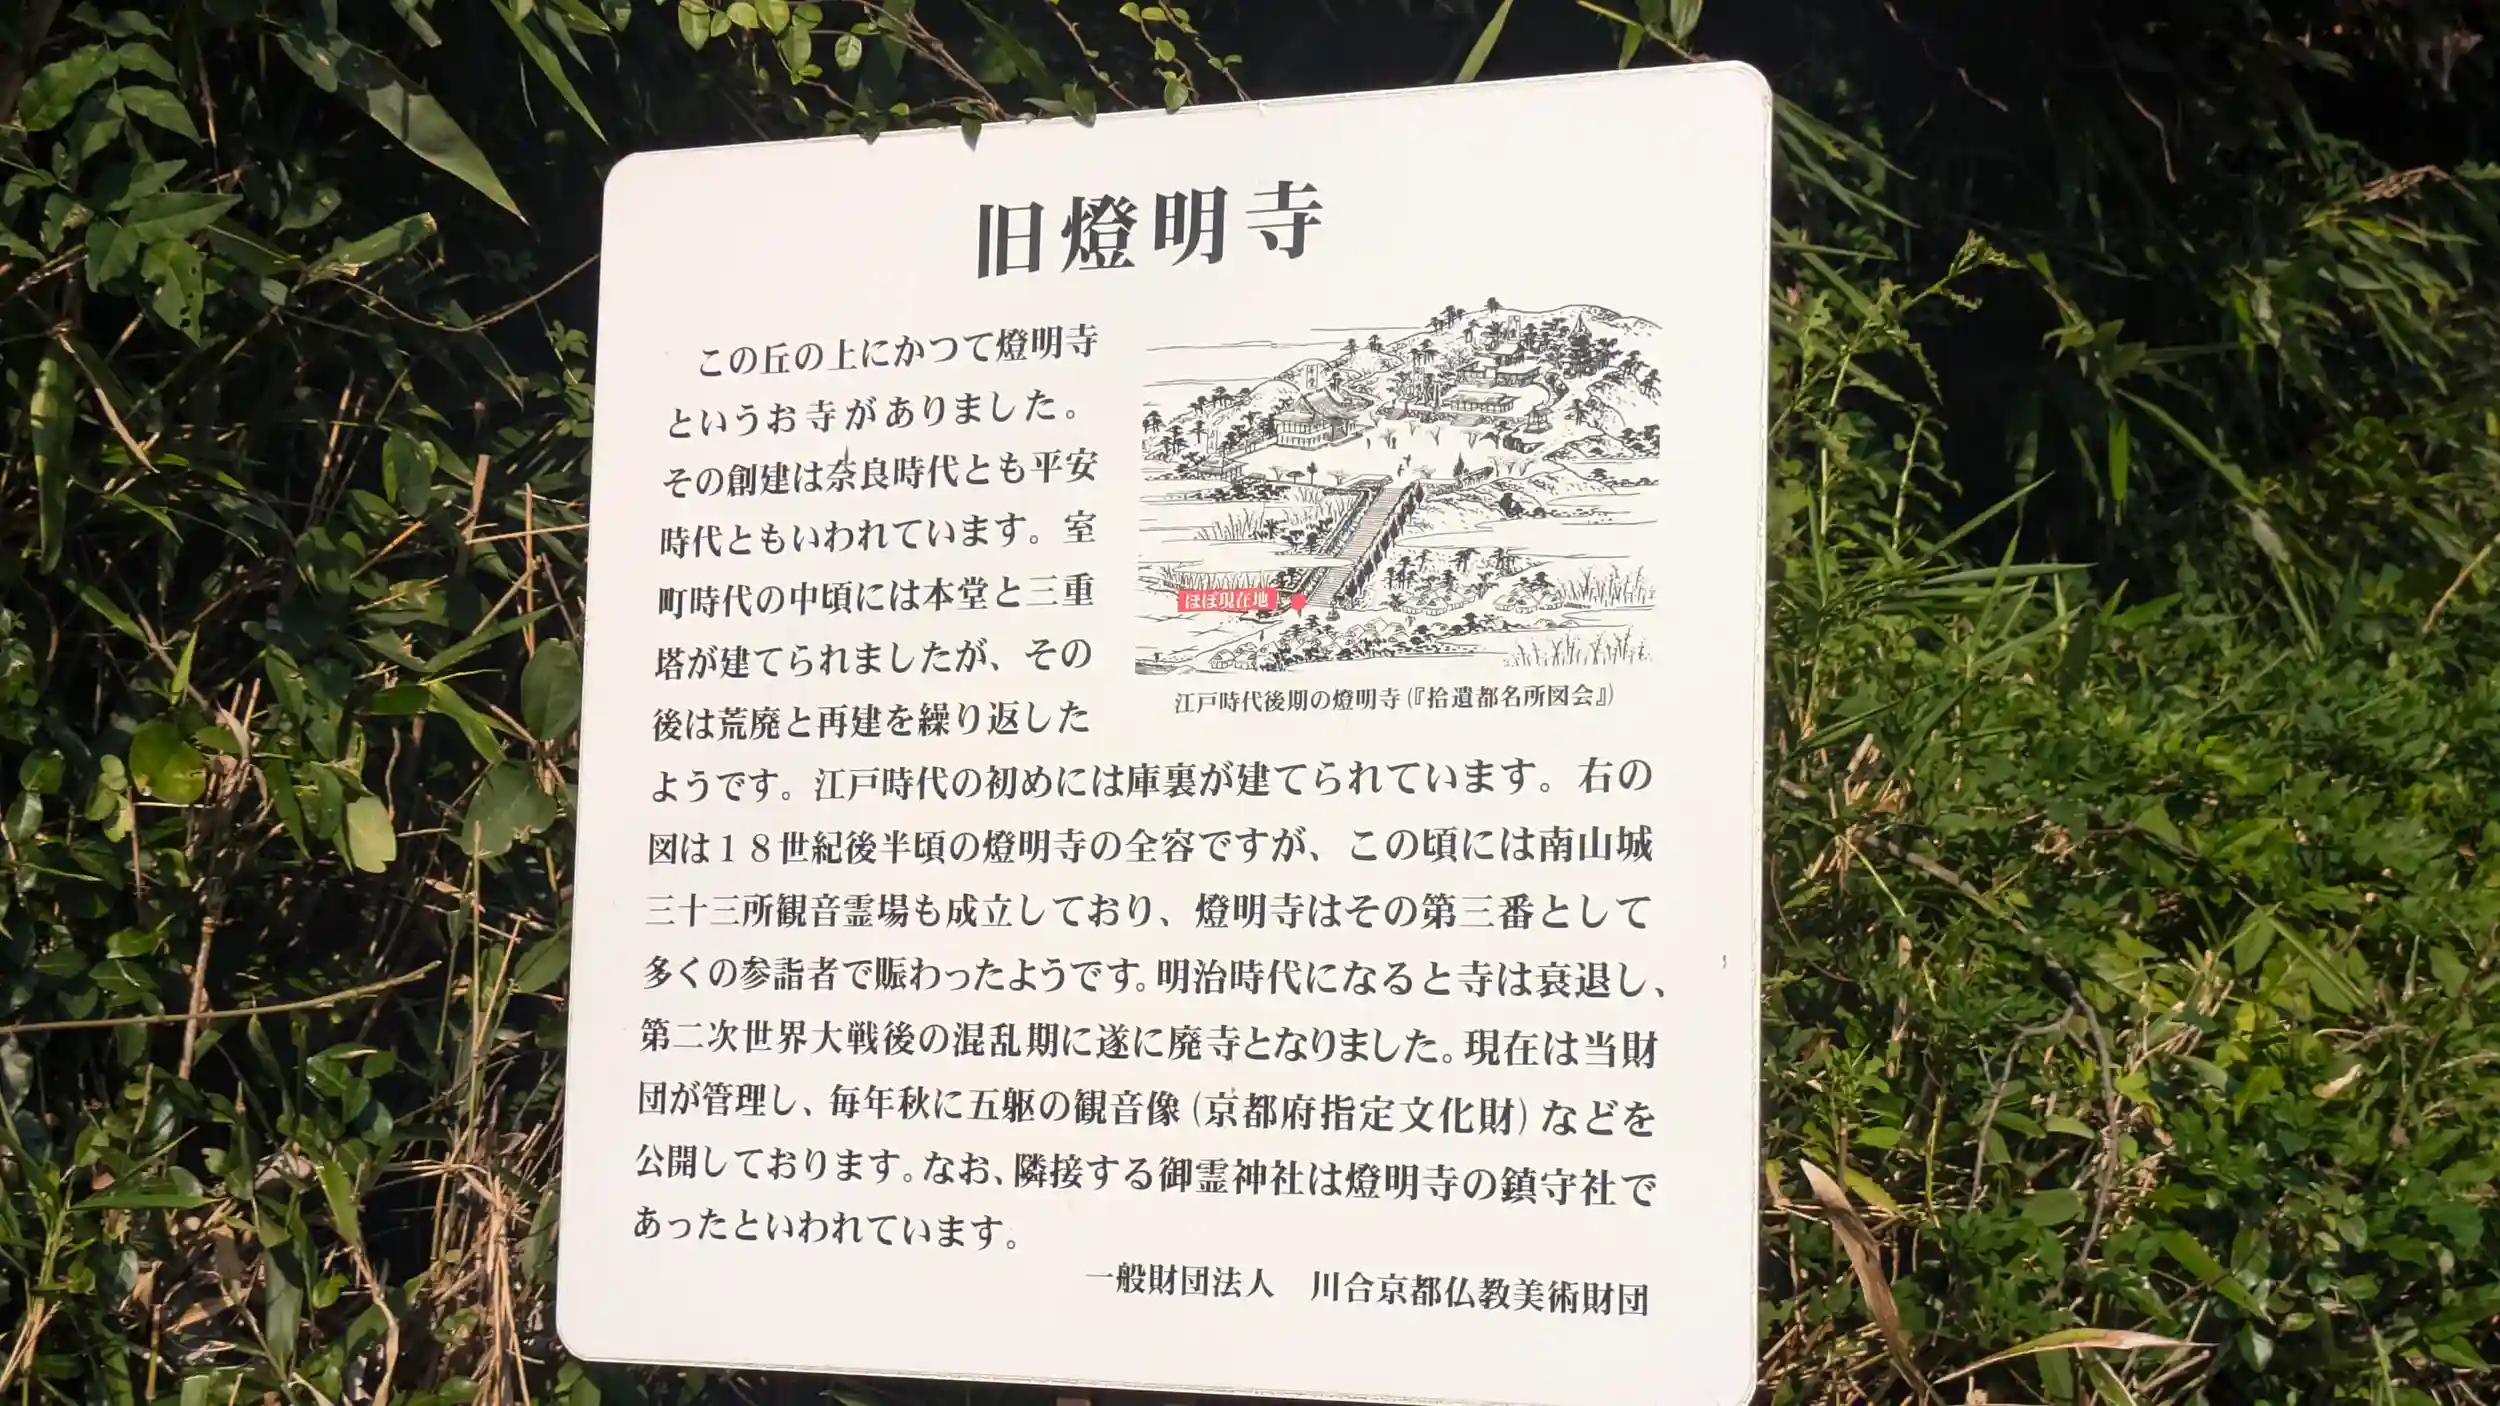 旧燈明寺
この丘の上にかつて燈明寺
というお寺がありました。
その創建は奈良時代とも平安
時代ともいわれています。室
町時代の中頃には本堂と三重
塔が建てられましたが、その
後は荒廃と再建を繰り返した
ようです。江戸時代の初めには庫裏が建てられています。右の
図は18世紀後半頃の燈明寺の全容ですが、この頃には南山城
三十三所観音霊場も成立しており、燈明寺はその第三番として
多くの参詣者で賑わったようです。明治時代になると寺は衰退し、
第二次世界大戦後の混乱期に遂に廃寺となりました。現在は当財
団が管理し、毎年秋に五躯の観音像(京都府指定文化財)などを
公開しております。なお、隣接する御霊神社は燈明寺の鎮守社で
あったといわれています。
ほぼ現在地
江戸時代後期の燈明寺(『拾遺都名所図会』)
一般財団法人 川合京都仏教美術財団